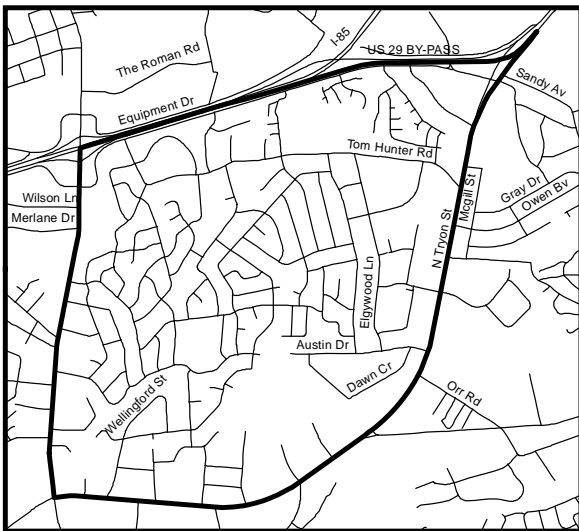 I-85
US 29 BY-PASS
The Roman Rd
Sandy Av
Equipment Dr
Tom Hunter Rd
Mcgill St
Gray Dr
Owen Bv
Wilson Ln
Merlane Dr
N Tryon St
Elgywood Ln
Austin Dr
Dawn Cr
Orr Rd
Wellingford St